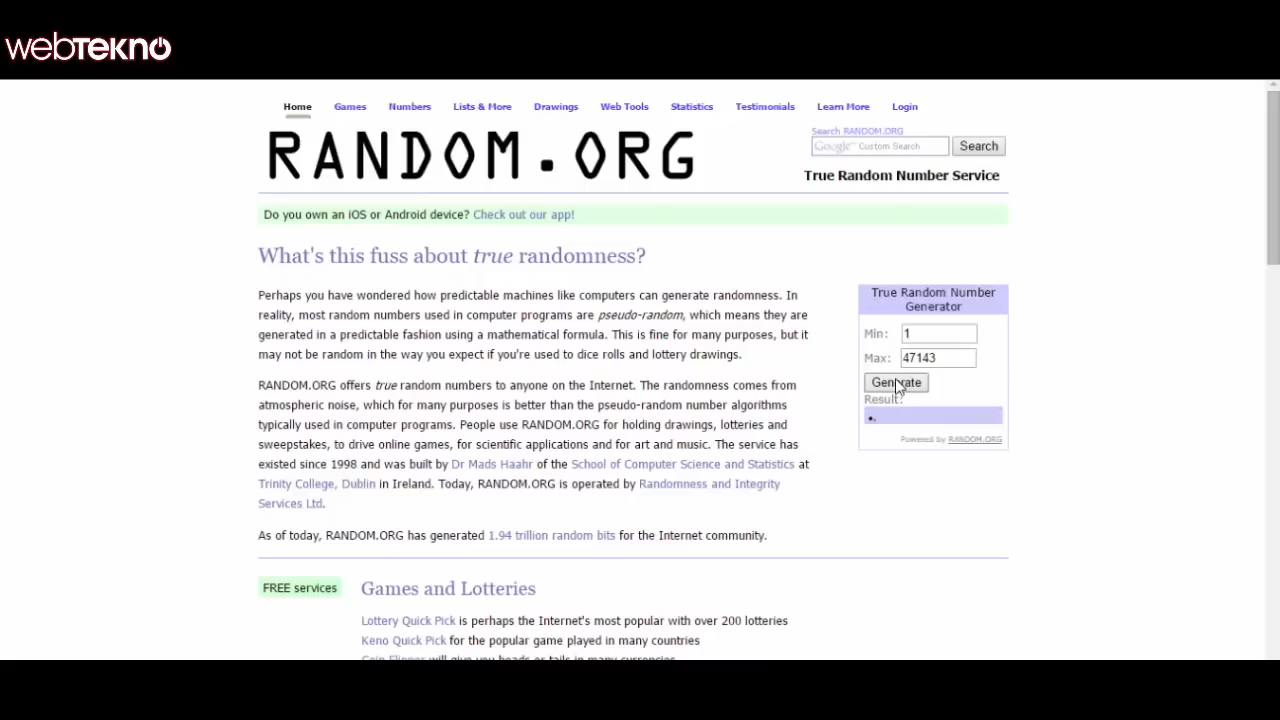 webTEKNO
Home Games Numbers Lists & More Drawings Web Tools Statistics Testimonials Learn More Login
RANDOM.ORG
Search RANDOM.ORG
Google™ Custom Search Search
True Random Number Service
Do you own an iOS or Android device? Check out our app!
What's this fuss about true randomness?
Perhaps you have wondered how predictable machines like computers can generate randomness. In
reality, most random numbers used in computer programs are pseudo-random, which means they are
generated in a predictable fashion using a mathematical formula. This is fine for many purposes, but it
may not be random in the way you expect if you're used to dice rolls and lottery drawings.
RANDOM.ORG offers true random numbers to anyone on the Internet. The randomness comes from
atmospheric noise, which for many purposes is better than the pseudo-random number algorithms
typically used in computer programs. People use RANDOM.ORG for holding drawings, lotteries and
sweepstakes, to drive online games, for scientific applications and for art and music. The service has
existed since 1998 and was built by Dr Mads Haahr of the School of Computer Science and Statistics at
Trinity College, Dublin in Ireland. Today, RANDOM.ORG is operated by Randomness and Integrity
Services Ltd.
As of today, RANDOM.ORG has generated 1.94 trillion random bits for the Internet community.
True Random Number
Generator
Min: 1
Max: 47143
Generate
Result:
Powered by RANDOM.ORG
FREE services
Games and Lotteries
Lottery Quick Pick is perhaps the Internet's most popular with over 200 lotteries
Keno Quick Pick for the popular game played in many countries
Coin Flipper will give you heads or tails in many currencies